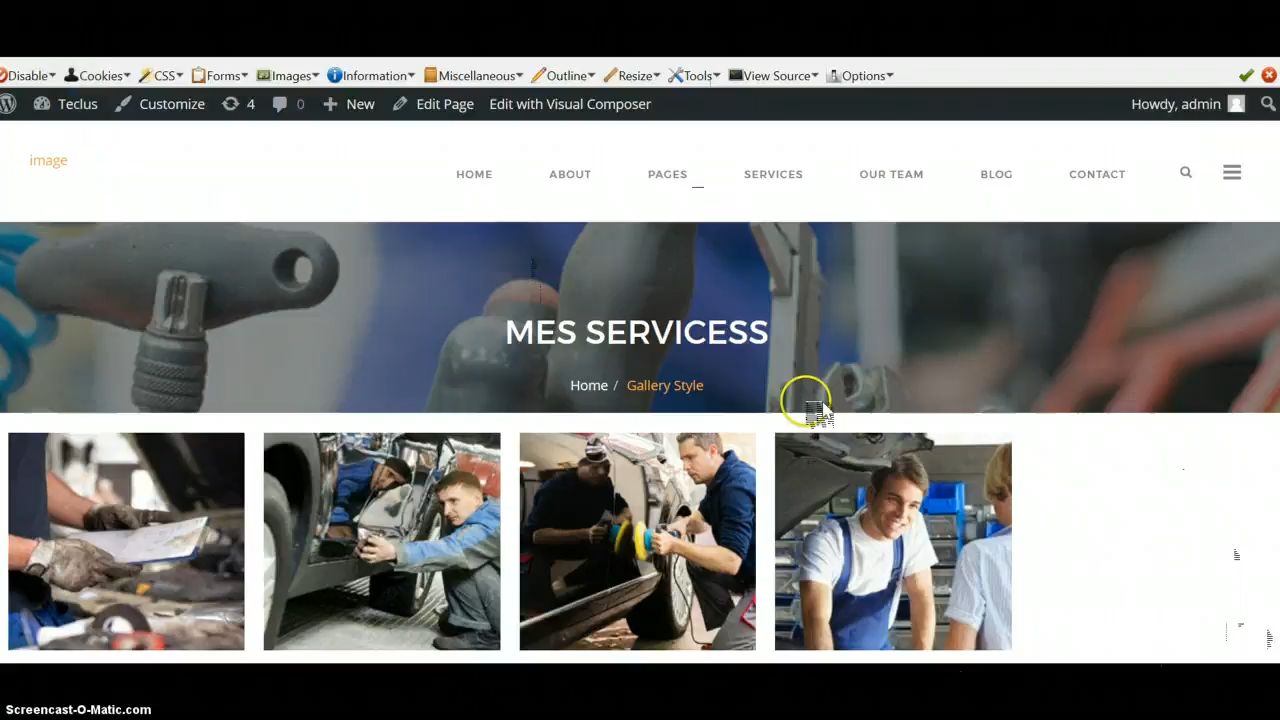 Disable Cookies CSS Forms Images Information Miscellaneous Outline Resize Tools View Source Options
Teclus Customize 4 0 New Edit Page Edit with Visual Composer Howdy, admin
image HOME ABOUT PAGES SERVICES OUR TEAM BLOG CONTACT
MES SERVICESS
Home / Gallery Style
Screencast-O-Matic.com